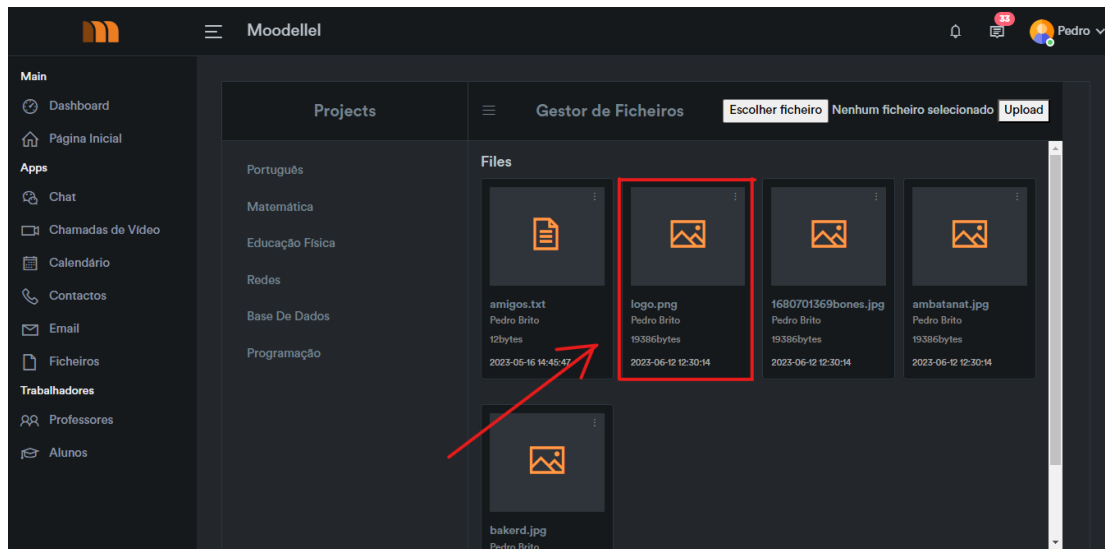 Moodellel
33
Pedro
Main
Dashboard
Página Inicial
Apps
Chat
Chamadas de Vídeo
Calendário
Contactos
Email
Ficheiros
Trabalhadores
Professores
Alunos
Projects
Português
Matemática
Educação Física
Redes
Base De Dados
Programação
Gestor de Ficheiros
Escolher ficheiro Nenhum ficheiro selecionado Upload
Files
amigos.txt
Pedro Brito
12bytes
2023-05-16 14:45:47
logo.png
Pedro Brito
19386bytes
2023-06-12 12:30:14
1680701369bones.jpg
Pedro Brito
19386bytes
2023-06-12 12:30:14
ambatanat.jpg
Pedro Brito
19386bytes
2023-06-12 12:30:14
bakerd.jpg
Pedro Brito